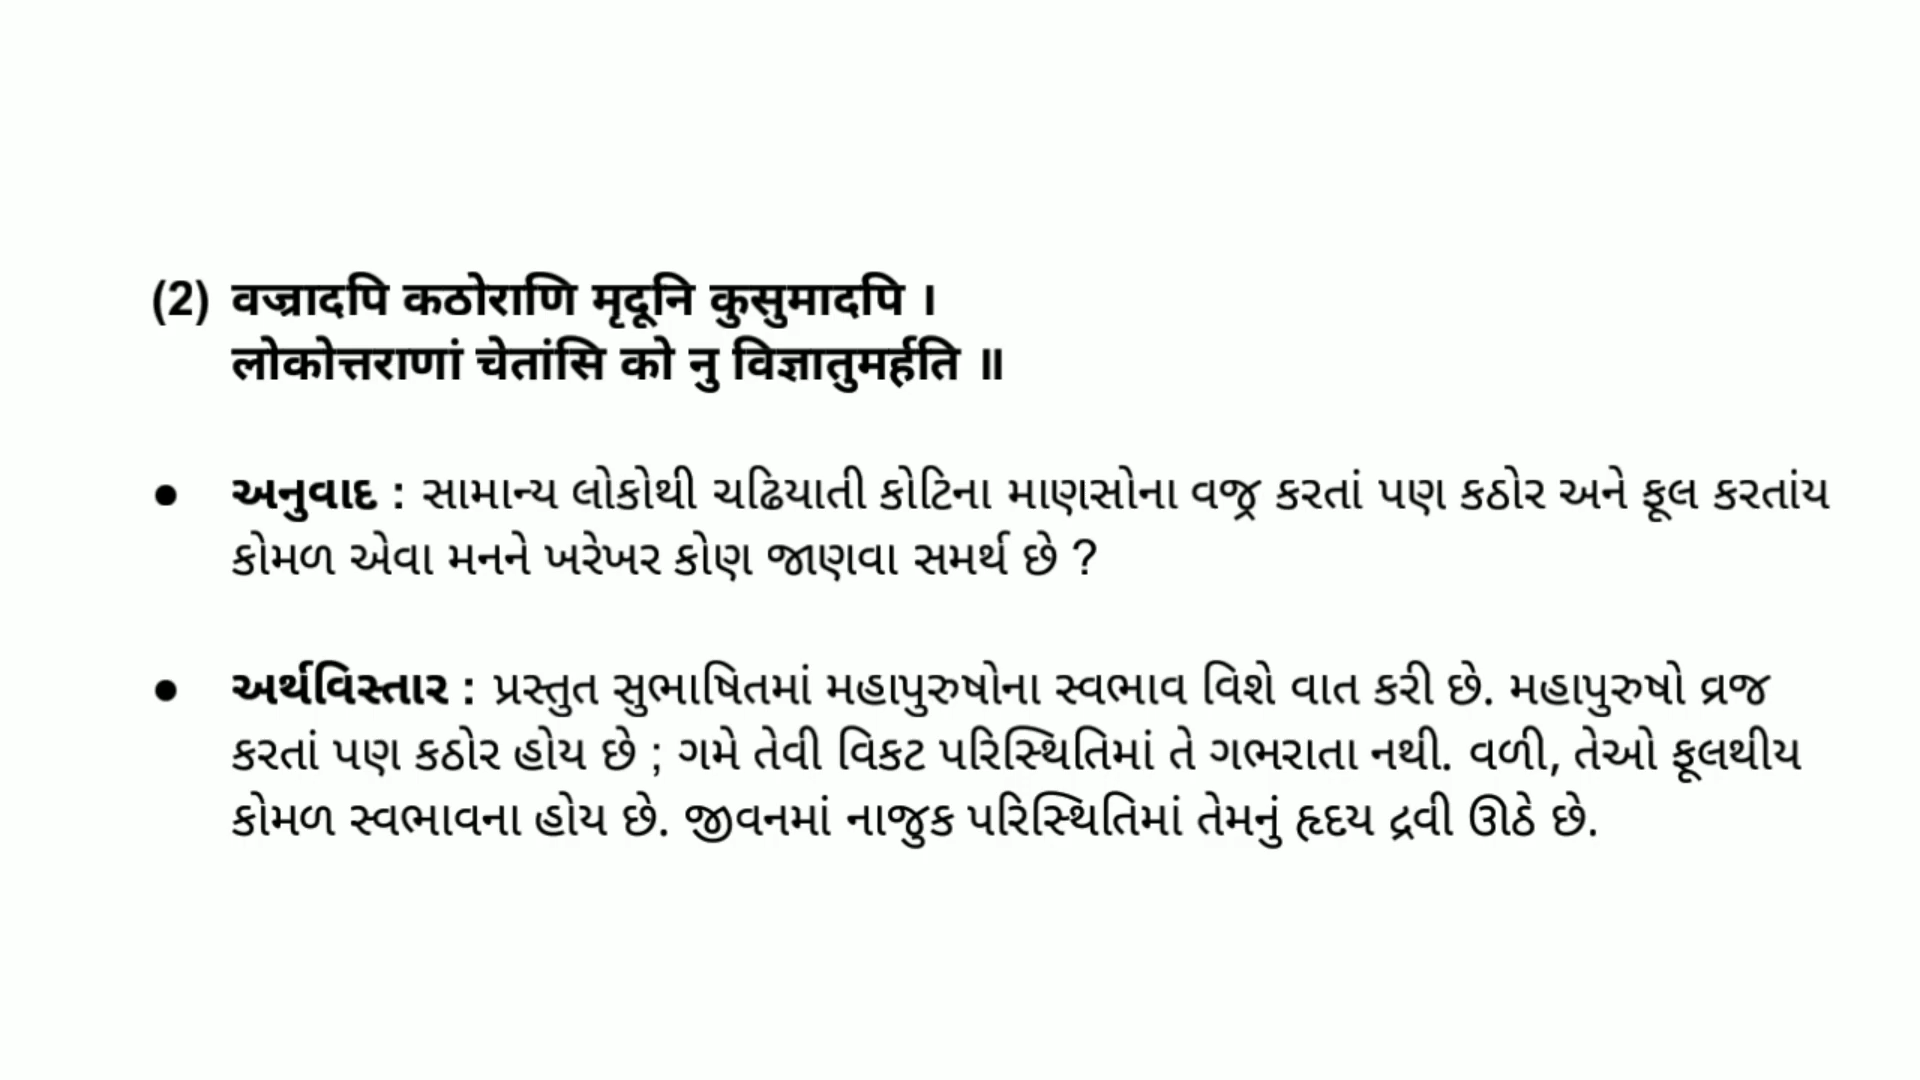 (2) वज्रादपि कठोराणि मृदूनि कुसुमादपि ।
लोकोत्तराणां चेतांसि को नु विज्ञातुमर्हति ॥
● અનુવાદ : સામાન્ય લોકોથી ચઢિયાતી કોટિના માણસોના વજ્ર કરતાં પણ કઠોર અને ફૂલ કરતાંય
કોમળ એવા મનને ખરેખર કોણ જાણવા સમર્થ છે ?
● અર્થવિસ્તાર : પ્રસ્તુત સુભાષિતમાં મહાપુરુષોના સ્વભાવ વિશે વાત કરી છે. મહાપુરુષો વ્રજ
કરતાં પણ કઠોર હોય છે ; ગમે તેવી વિકટ પરિસ્થિતિમાં તે ગભરાતા નથી. વળી, તેઓ ફૂલથીય
કોમળ સ્વભાવના હોય છે. જીવનમાં નાજુક પરિસ્થિતિમાં તેમનું હૃદય દ્રવી ઊઠે છે.